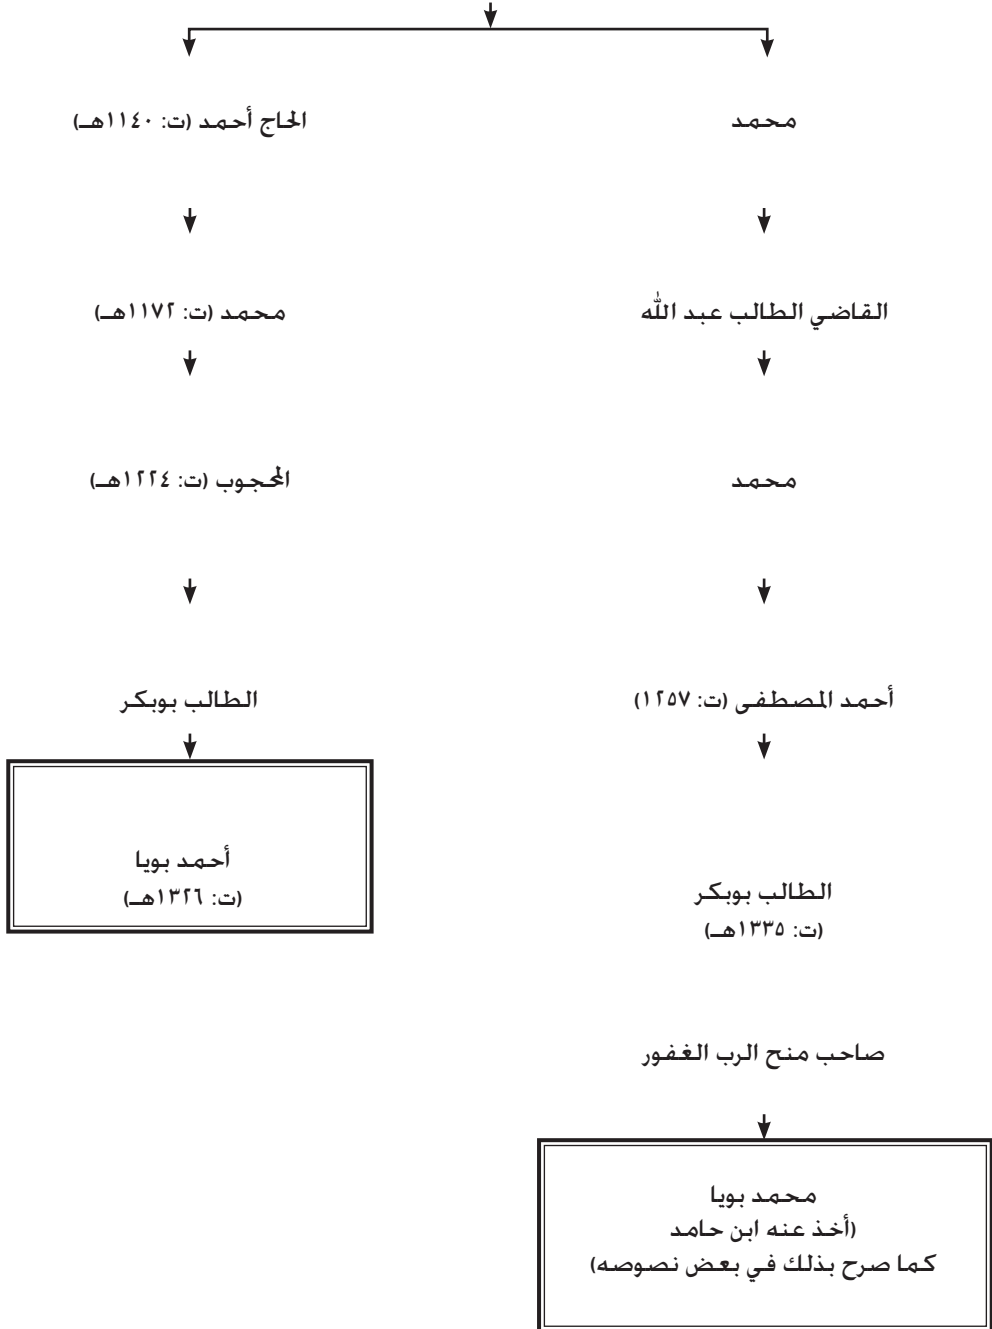 محمد
الحاج أحمد (ت: ١١٤٠هـ)
القاضي الطالب عبد الله
محمد (ت: ١١٧٢هـ)
محمد
المحجوب (ت: ١٢٢٤هـ)
أحمد المصطفى (ت: ١٢٥٧)
الطالب بوبكر
أحمد بويا
(ت: ١٣٢٦هـ)
الطالب بوبكر
(ت: ١٣٣٥هـ)
صاحب منح الرب الغفور
محمد بويا
(أخذ عنه ابن حامد
كما صرح بذلك في بعض نصوصه)